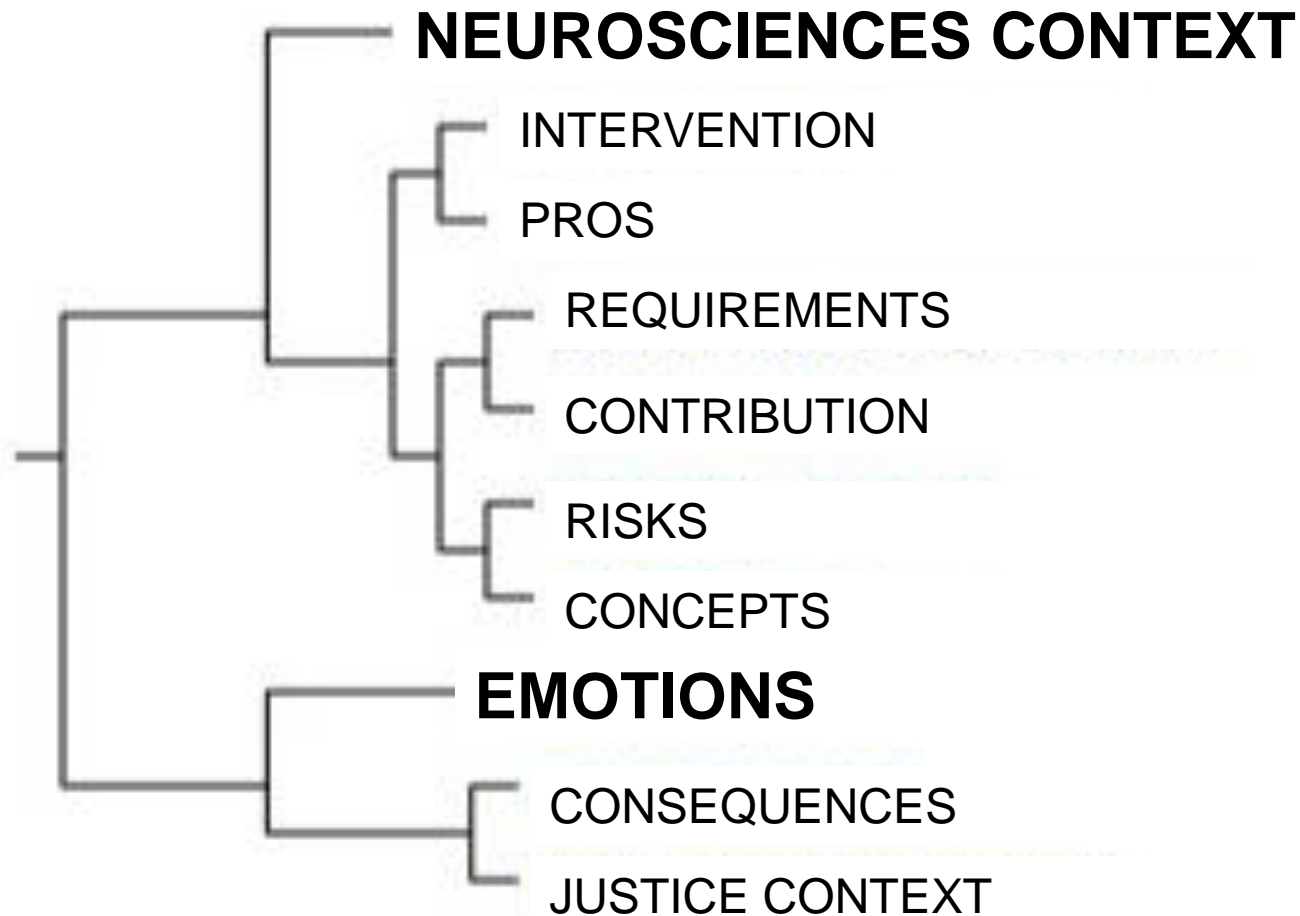 NEUROSCIENCES CONTEXT
INTERVENTION
PROS
REQUIREMENTS
CONTRIBUTION
RISKS
CONCEPTS
EMOTIONS
CONSEQUENCES
JUSTICE CONTEXT